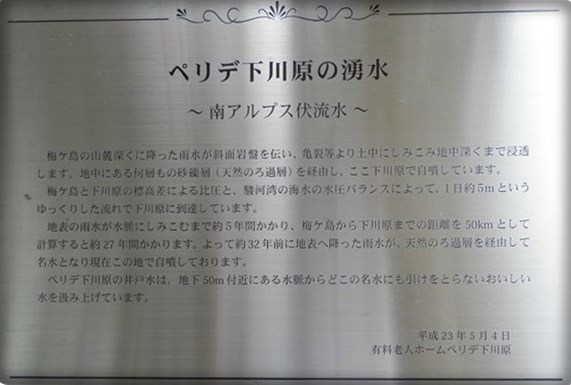 ペリデ下川原の湧水
～南アルプス伏流水～
梅ケ島の山麓深くに降った雨水が斜面岩盤を伝い、亀裂等より土中にしみこみ地中深くまで浸透
します。地中にある何層もの砂礫層（天然のろ過層）を経由し、ここ下川原で自噴しています。
梅ケ島と下川原の標高差による比圧と、駿河湾の海水の水圧バランスによって、1日約5mという
ゆっくりした流れで下川原に到達しています。
地表の雨水が水脈にしみこむまで約5年間かかり、梅ケ島から下川原までの距離を50kmとして
計算すると約27年間かかります。よって約32年前に地表へ降った雨水が、天然のろ過層を経由して
名水となり現在この地で自噴しております。
ペリデ下川原の井戸水は、地下50m付近にある水脈からどこの名水にも引けをとらないおいしい
水を汲み上げています。
平成23年5月4日
有料老人ホームペリデ下川原